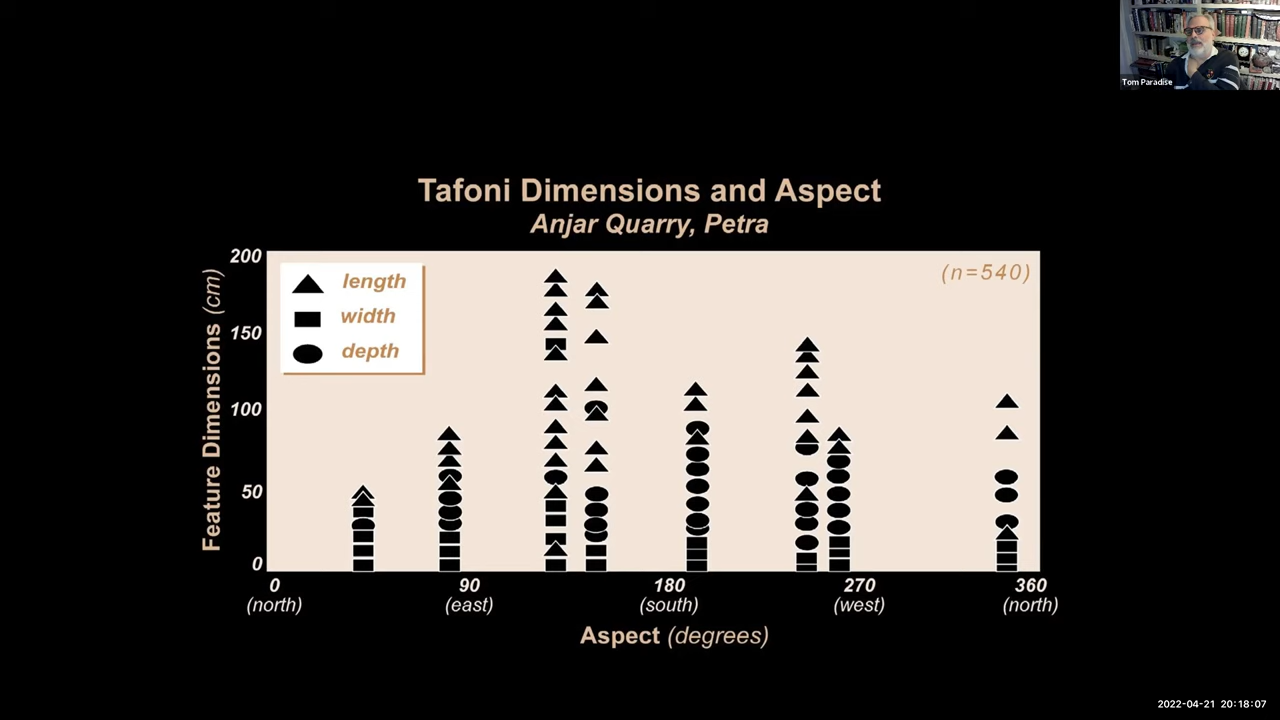 Tom Paradise
Tafoni Dimensions and Aspect
Anjar Quarry, Petra
(n=540)
length
width
depth
Feature Dimensions (cm)
200
150
100
50
0
0 90 180 270 360
(north) (east) (south) (west) (north)
Aspect (degrees)
2022-04-21 20:18:07